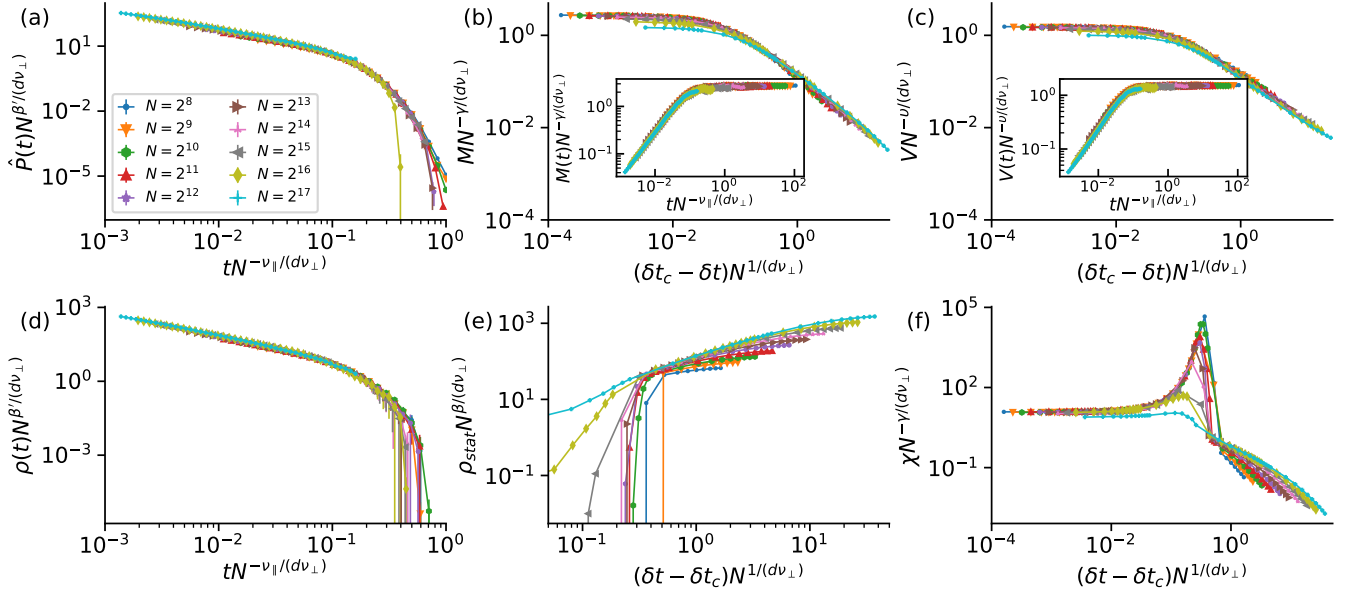 (a)
10^1
10^-2
10^-5
P̂(t)N^{β'/(dν⊥)}
N = 2^8
N = 2^9
N = 2^10
N = 2^11
N = 2^12
N = 2^13
N = 2^14
N = 2^15
N = 2^16
N = 2^17
10^-3 10^-2 10^-1 10^0
tN^{-ν∥/(dν⊥)}
(b)
10^2
10^0
10^-2
10^-4
MN^{-γ/(dν⊥)}
10^0
10^-1
M(t)N^{-γ/(dν⊥)}
10^-2 10^0 10^2
tN^{-ν∥/(dν⊥)}
10^-4 10^-2 10^0
(δt_c − δt)N^{1/(dν⊥)}
(c)
10^2
10^0
10^-2
10^-4
VN^{-υ/(dν⊥)}
10^0
10^-1
V(t)N^{-υ/(dν⊥)}
10^-2 10^0 10^2
tN^{-ν∥/(dν⊥)}
10^-4 10^-2 10^0
(δt_c − δt)N^{1/(dν⊥)}
(d)
10^3
10^0
10^-3
ρ(t)N^{β'/(dν⊥)}
10^-3 10^-2 10^-1 10^0
tN^{-ν∥/(dν⊥)}
(e)
10^3
10^1
10^-1
ρ_stat N^{β/(dν⊥)}
10^-1 10^0 10^1
(δt − δt_c)N^{1/(dν⊥)}
(f)
10^5
10^2
10^-1
χN^{-γ/(dν⊥)}
10^-4 10^-2 10^0
(δt − δt_c)N^{1/(dν⊥)}